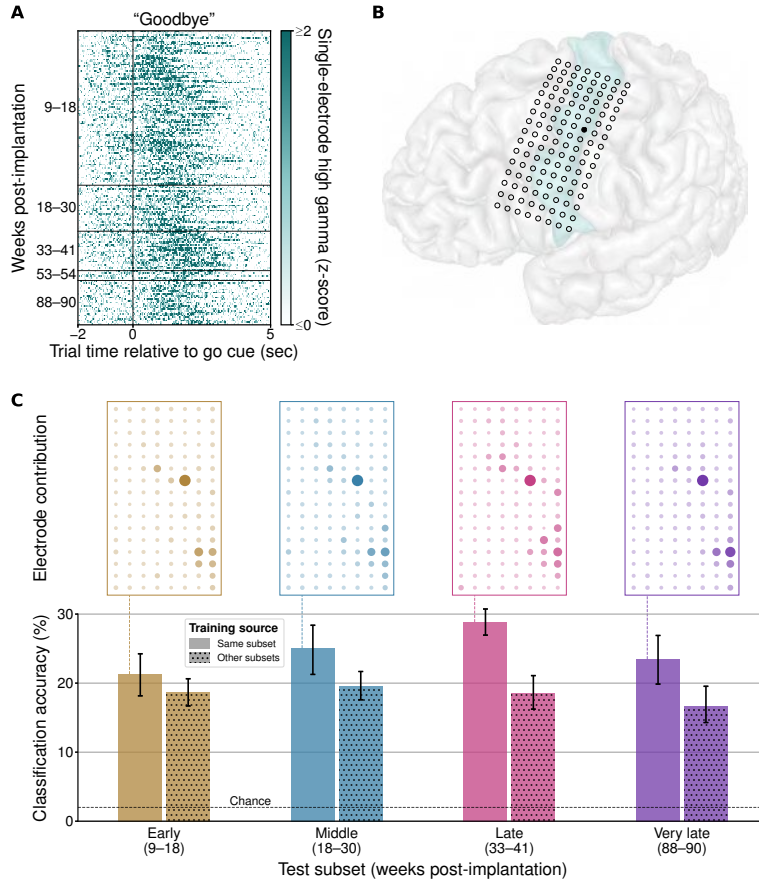 A
"Goodbye"
Weeks post-implantation
9–18
18–30
33–41
53–54
88–90
−2
0
5
Trial time relative to go cue (sec)
≥2
≤0
Single-electrode high gamma (z-score)
B
C
Electrode contribution
Classification accuracy (%)
30
20
10
0
Training source
Same subset
Other subsets
Chance
Early
(9–18)
Middle
(18–30)
Late
(33–41)
Very late
(88–90)
Test subset (weeks post-implantation)